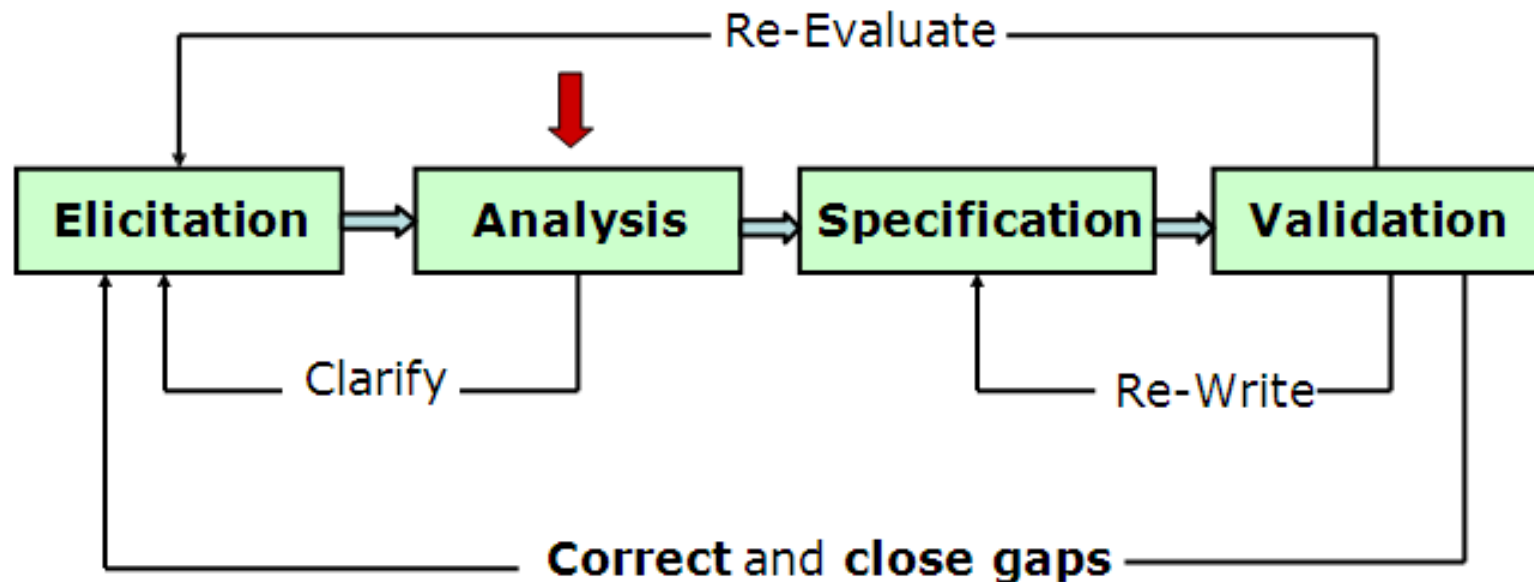 Re-Evaluate
Elicitation
Analysis
Specification
Validation
Clarify
Re-Write
Correct and close gaps